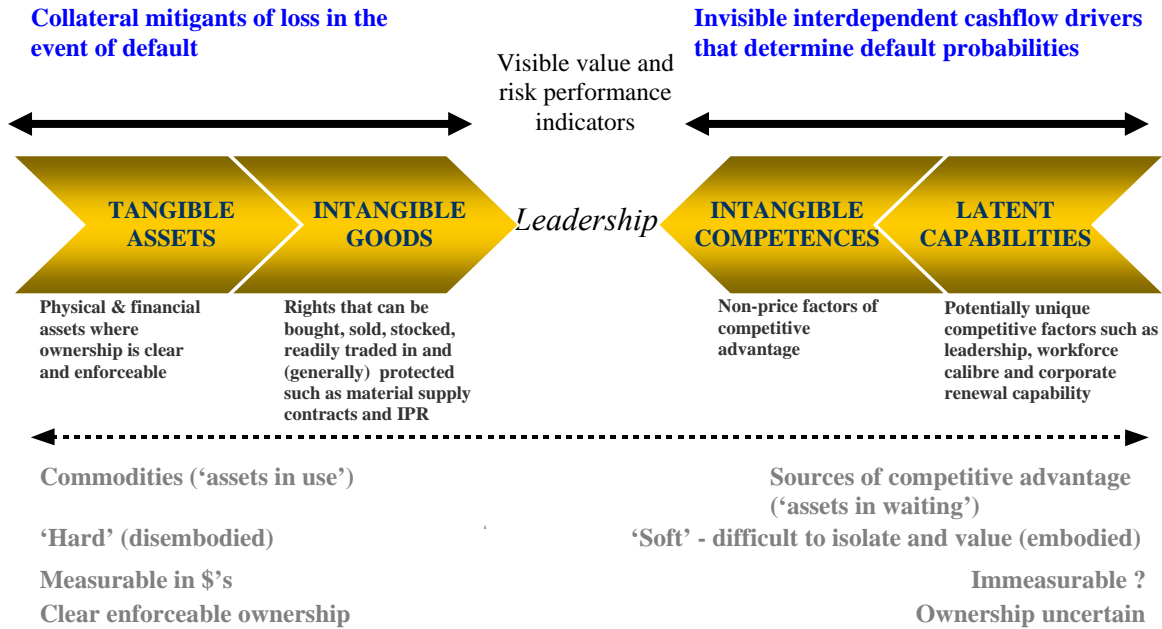 Collateral mitigants of loss in the
event of default
Invisible interdependent cashflow drivers
that determine default probabilities
Visible value and
risk performance
indicators
TANGIBLE
ASSETS
INTANGIBLE
GOODS
Leadership
INTANGIBLE
COMPETENCES
LATENT
CAPABILITIES
Physical & financial
assets where
ownership is clear
and enforceable
Rights that can be
bought, sold, stocked,
readily traded in and
(generally) protected
such as material supply
contracts and IPR
Non-price factors of
competitive
advantage
Potentially unique
competitive factors such as
leadership, workforce
calibre and corporate
renewal capability
Commodities (‘assets in use’)
Sources of competitive advantage
(‘assets in waiting’)
‘Hard’ (disembodied)
‘Soft’ - difficult to isolate and value (embodied)
Measurable in $’s
Immeasurable ?
Clear enforceable ownership
Ownership uncertain